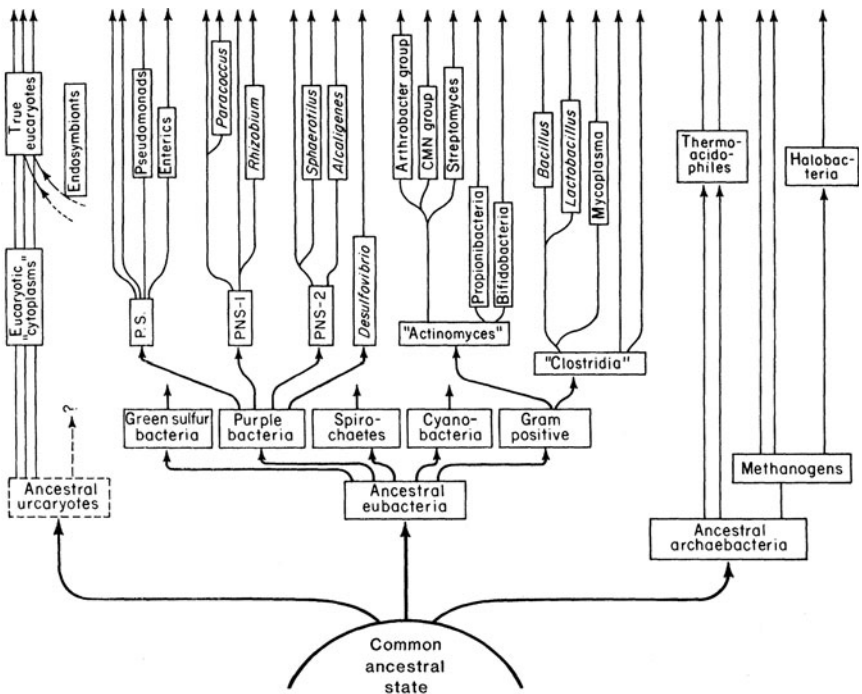 True
eucaryotes
Endosymbionts
Eucaryotic
"cytoplasms"
?
Ancestral
urcaryotes
Pseudomonads
Enterics
P.S.
Paracoccus
Rhizobium
PNS-1
Sphaerotilus
Alcaligenes
PNS-2
Desulfovibrio
Green sulfur
bacteria
Purple
bacteria
Spiro-
chaetes
Cyano-
bacteria
Gram
positive
Ancestral
eubacteria
Arthrobacter group
CMN group
Streptomyces
Propionibacteria
Bifidobacteria
"Actinomyces"
Bacillus
Lactobacillus
Mycoplasma
"Clostridia"
Thermo-
acido-
philes
Halobac-
teria
Methanogens
Ancestral
archaebacteria
Common
ancestral
state